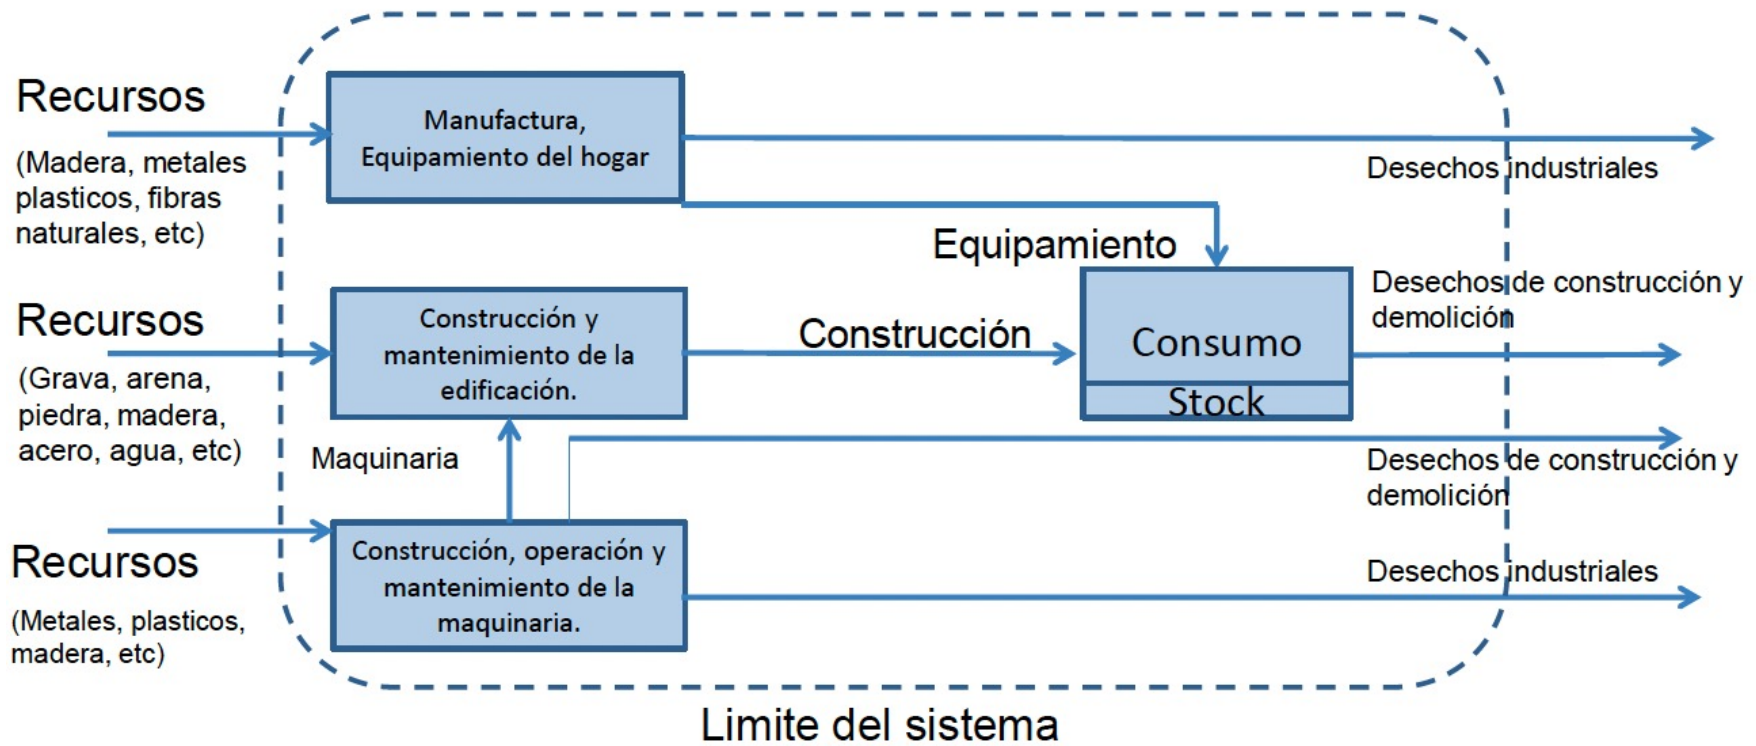 Recursos
(Madera, metales
plasticos, fibras
naturales, etc)
Manufactura,
Equipamiento del hogar
Desechos industriales
Equipamiento
Recursos
(Grava, arena,
piedra, madera,
acero, agua, etc)
Construcción y
mantenimiento de la
edificación.
Construcción
Consumo
Stock
Desechos de construcción y
demolición
Maquinaria
Desechos de construcción y
demolición
Recursos
(Metales, plasticos,
madera, etc)
Construcción, operación y
mantenimiento de la
maquinaria.
Desechos industriales
Limite del sistema